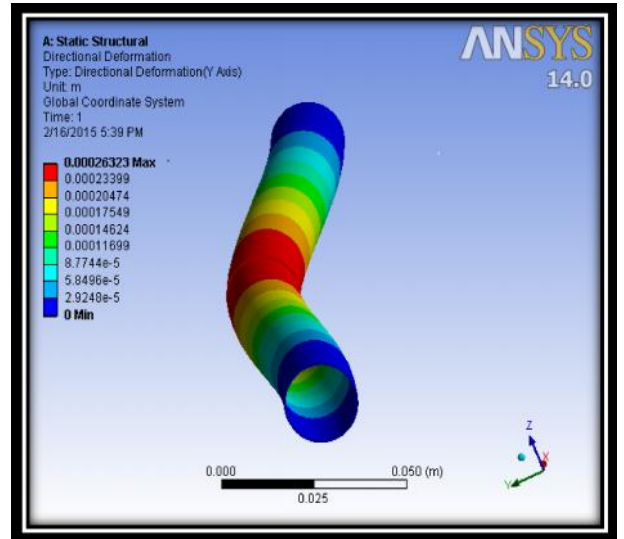 A: Static Structural
Directional Deformation
Type: Directional Deformation(Y Axis)
Unit: m
Global Coordinate System
Time: 1
2/16/2015 5:39 PM
ANSYS
14.0
0.00026323 Max
0.00023399
0.00020474
0.00017549
0.00014624
0.00011699
8.7744e-5
5.8496e-5
2.9248e-5
0 Min
0.000 0.050 (m)
0.025
Z
X
Y